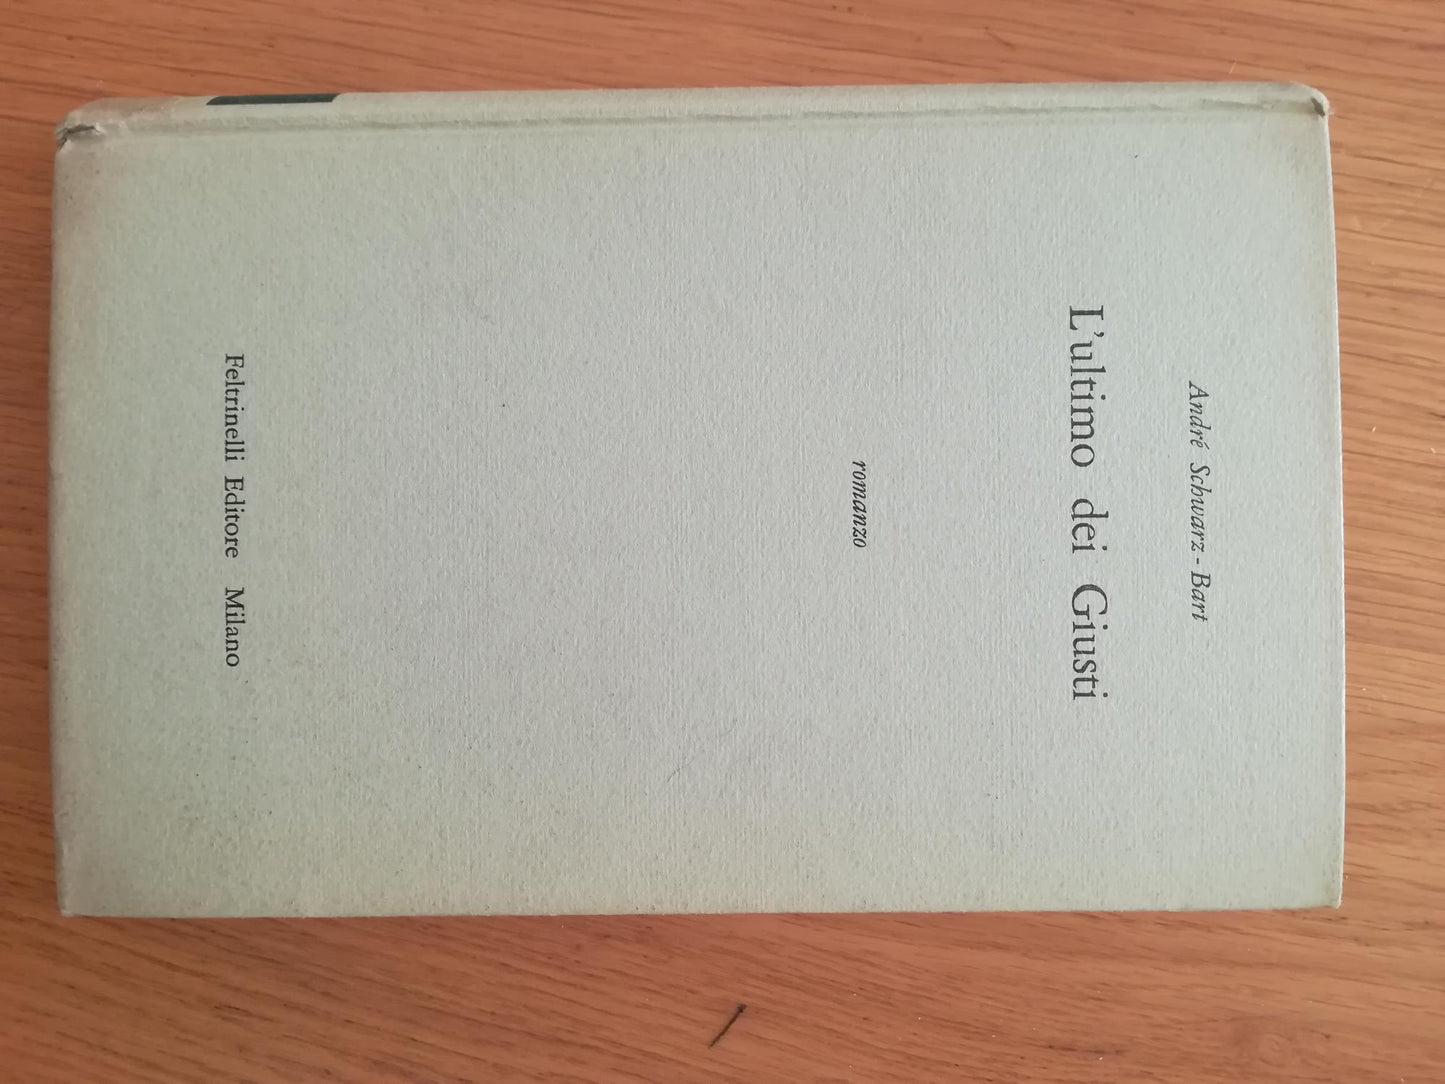 André Schwarz-Bart
L'ultimo dei Giusti
romanzo
Feltrinelli Editore Milano